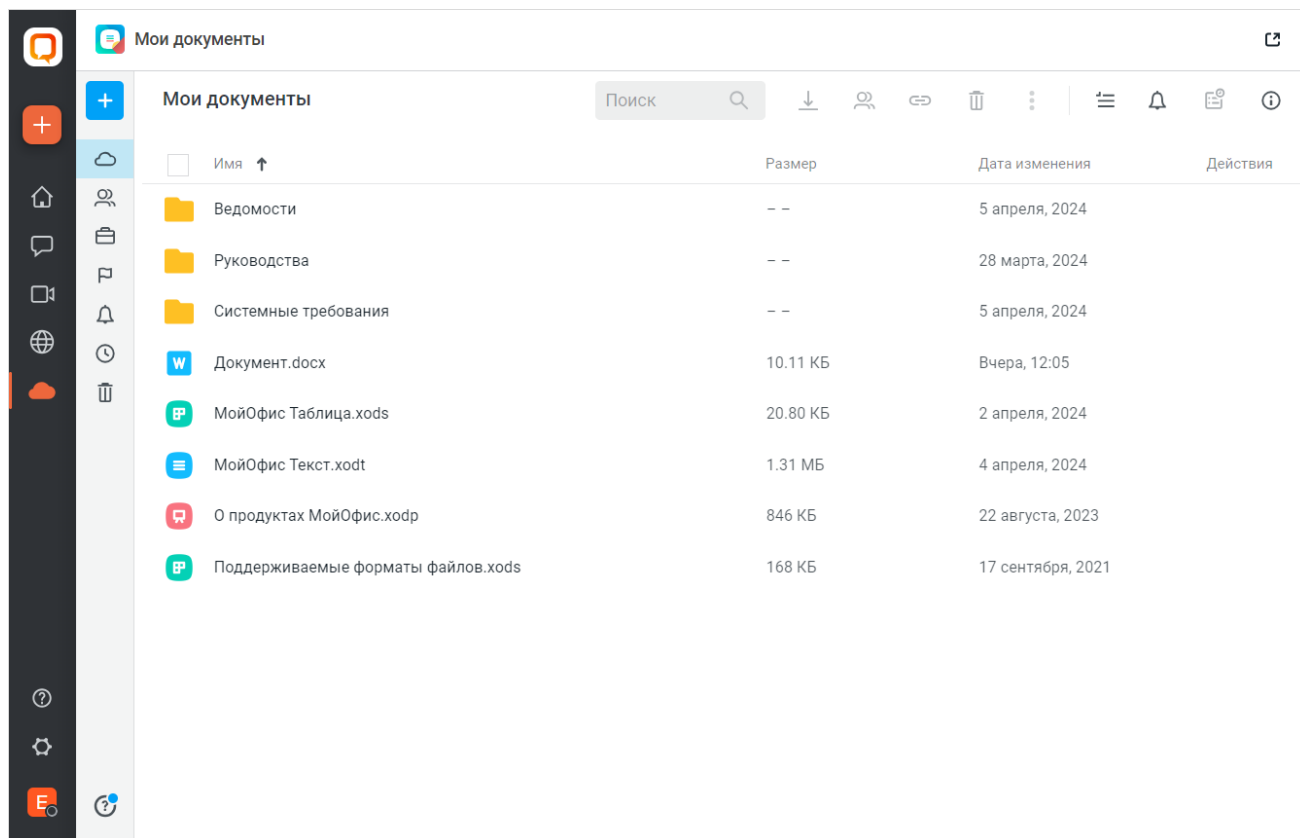 Мои документы
Мои документы
Поиск
Имя Размер Дата изменения Действия
Ведомости – – 5 апреля, 2024
Руководства – – 28 марта, 2024
Системные требования – – 5 апреля, 2024
W Документ.docx 10.11 КБ Вчера, 12:05
МойОфис Таблица.xods 20.80 КБ 2 апреля, 2024
МойОфис Текст.xodt 1.31 МБ 4 апреля, 2024
О продуктах МойОфис.xodp 846 КБ 22 августа, 2023
Поддерживаемые форматы файлов.xods 168 КБ 17 сентября, 2021
E